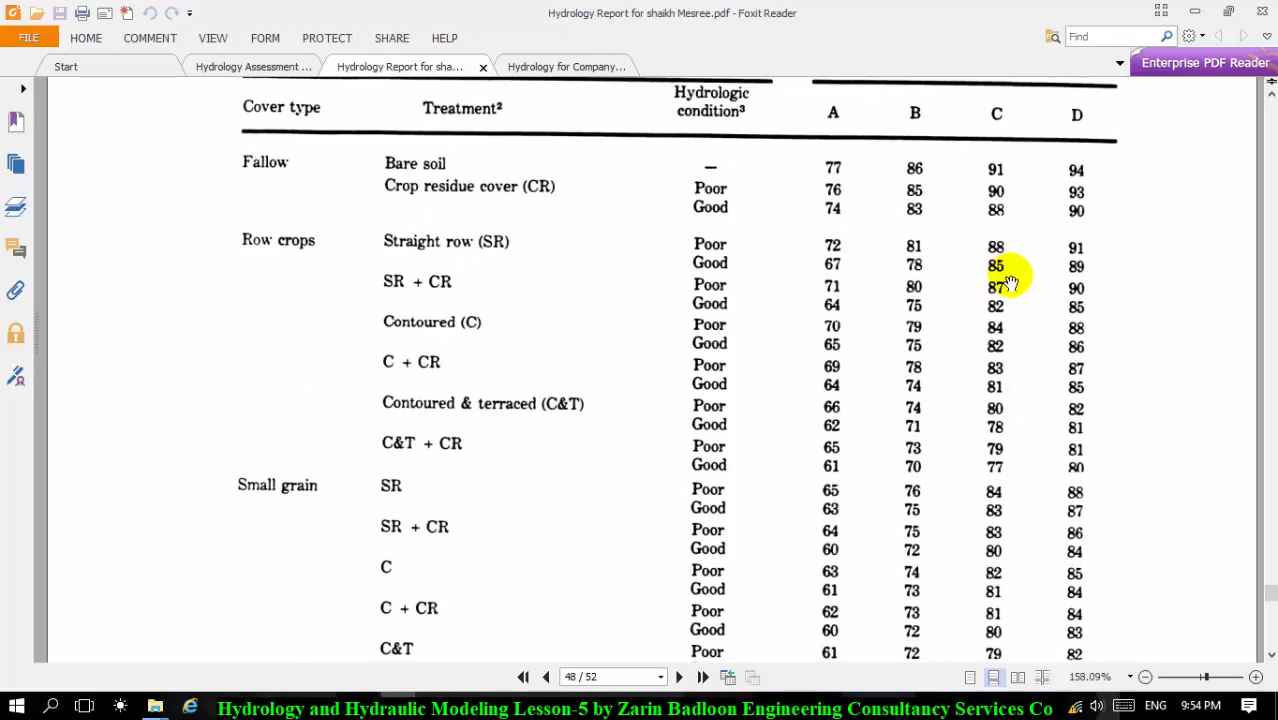 Hydrology Report for shaikh Mesree.pdf - Foxit Reader
FILE HOME COMMENT VIEW FORM PROTECT SHARE HELP Find
Start Hydrology Assessment ... Hydrology Report for sha... Hydrology for Company... Enterprise PDF Reader
Cover type Treatment² Hydrologic condition³ A B C D
Fallow Bare soil — 77 86 91 94
Crop residue cover (CR) Poor 76 85 90 93
Good 74 83 88 90
Row crops Straight row (SR) Poor 72 81 88 91
Good 67 78 85 89
SR + CR Poor 71 80 87 90
Good 64 75 82 85
Contoured (C) Poor 70 79 84 88
Good 65 75 82 86
C + CR Poor 69 78 83 87
Good 64 74 81 85
Contoured & terraced (C&T) Poor 66 74 80 82
Good 62 71 78 81
C&T + CR Poor 65 73 79 81
Good 61 70 77 80
Small grain SR Poor 65 76 84 88
Good 63 75 83 87
SR + CR Poor 64 75 83 86
Good 60 72 80 84
C Poor 63 74 82 85
Good 61 73 81 84
C + CR Poor 62 73 81 84
Good 60 72 80 83
C&T Poor 61 72 79 82
48 / 52 158.09%
Hydrology and Hydraulic Modeling Lesson-5 by Zarin Badloon Engineering Consultancy Services Co
ENG 9:54 PM